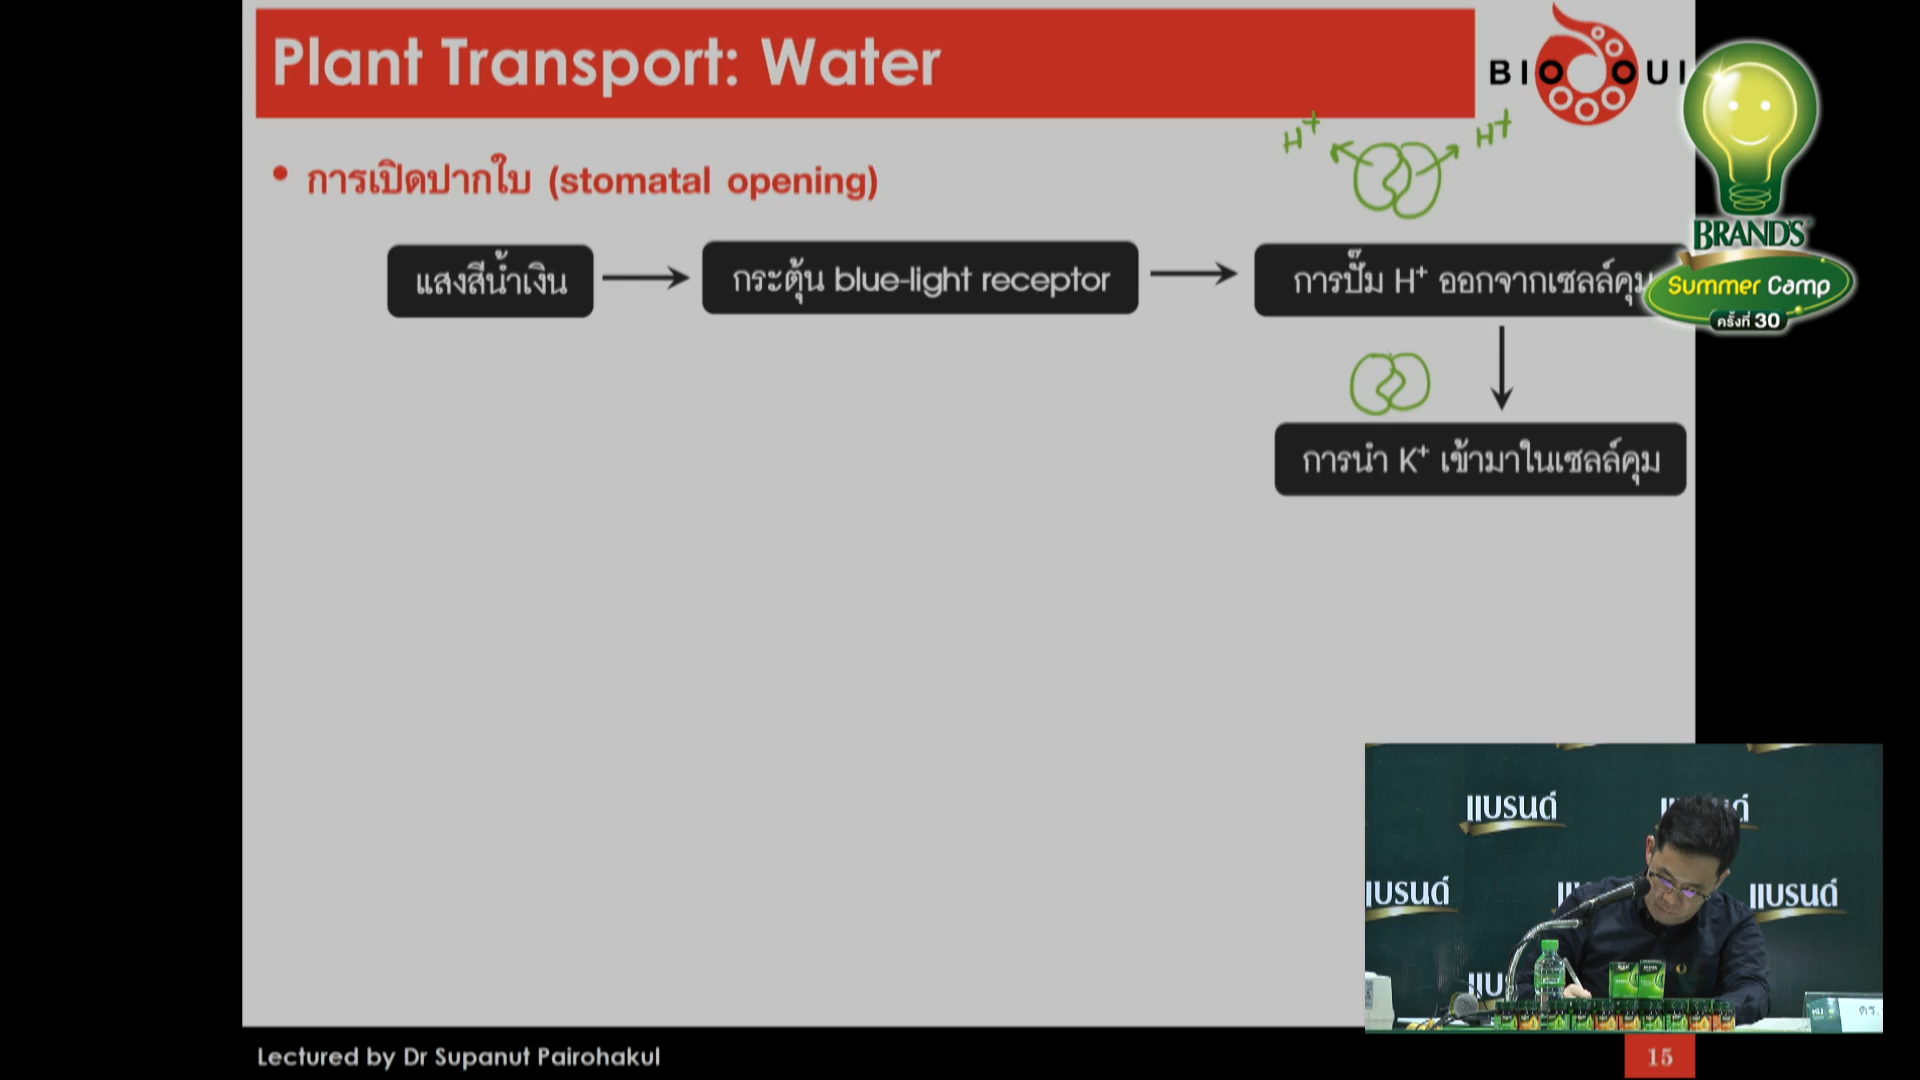 Plant Transport: Water
BIO OUI
H⁺
H⁺
• การเปิดปากใบ (stomatal opening)
แสงสีน้ำเงิน
กระตุ้น blue-light receptor
การปั๊ม H⁺ ออกจากเซลล์คุม
BRAND'S
Summer Camp
ครั้งที่ 30
การนำ K⁺ เข้ามาในเซลล์คุม
แบรนด์
แบรนด์
แบรนด์
ดร.
Lectured by Dr Supanut Pairohakul
15